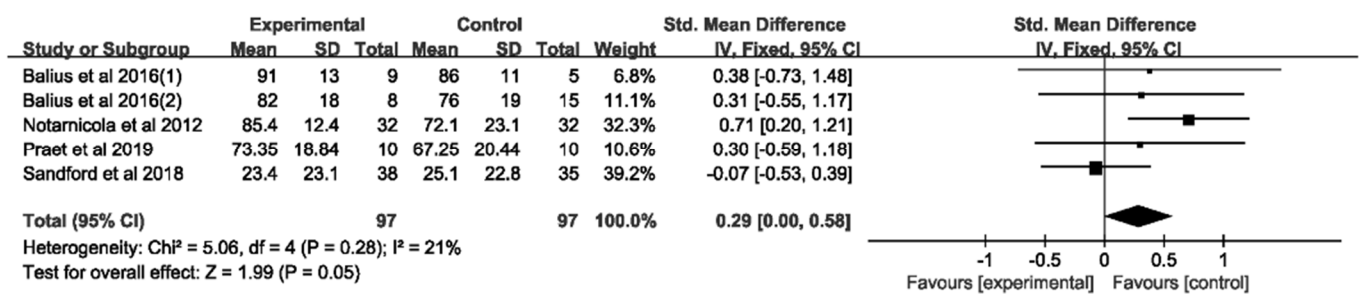 Experimental Control Std. Mean Difference Std. Mean Difference
Study or Subgroup Mean SD Total Mean SD Total Weight IV, Fixed, 95% CI IV, Fixed, 95% CI
Balius et al 2016(1) 91 13 9 86 11 5 6.8% 0.38 [-0.73, 1.48]
Balius et al 2016(2) 82 18 8 76 19 15 11.1% 0.31 [-0.55, 1.17]
Notarnicola et al 2012 85.4 12.4 32 72.1 23.1 32 32.3% 0.71 [0.20, 1.21]
Praet et al 2019 73.35 18.84 10 67.25 20.44 10 10.6% 0.30 [-0.59, 1.18]
Sandford et al 2018 23.4 23.1 38 25.1 22.8 35 39.2% -0.07 [-0.53, 0.39]
Total (95% CI) 97 97 100.0% 0.29 [0.00, 0.58]
Heterogeneity: Chi² = 5.06, df = 4 (P = 0.28); I² = 21%
Test for overall effect: Z = 1.99 (P = 0.05)
-1 -0.5 0 0.5 1
Favours [experimental] Favours [control]